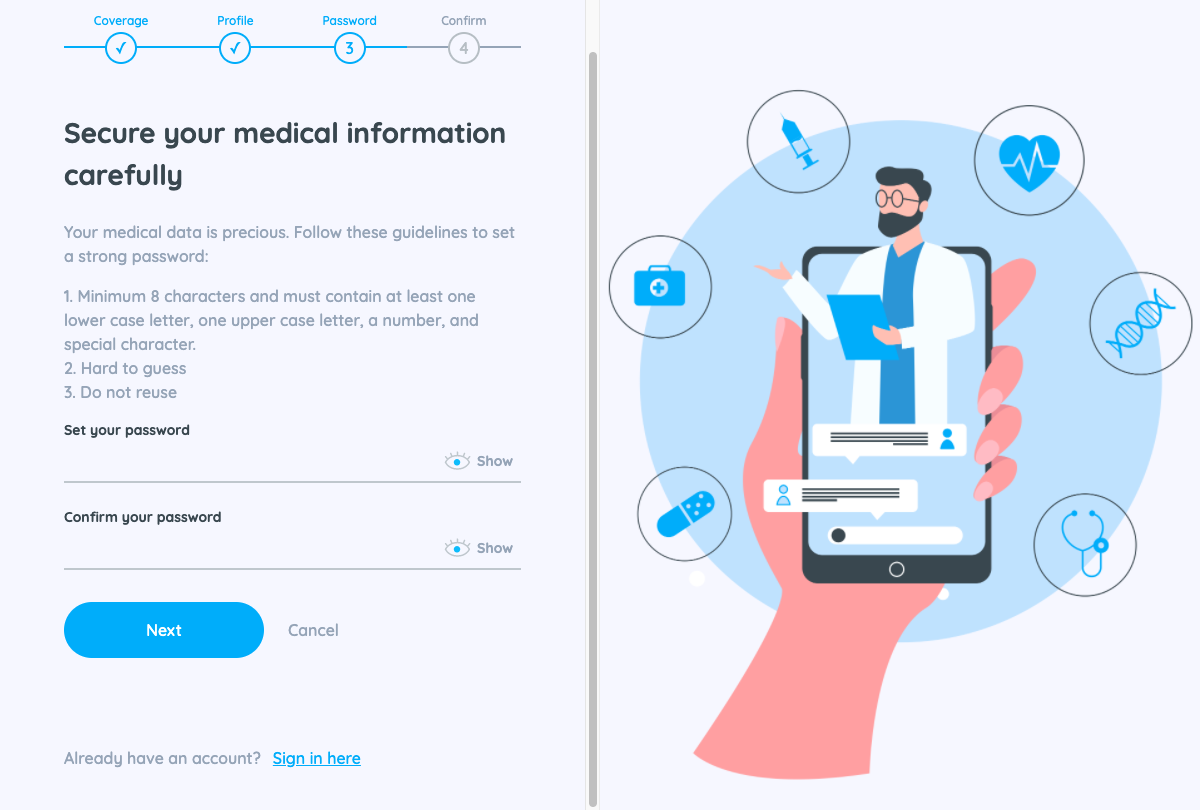 Coverage Profile Password Confirm
✓ ✓ 3 4
Secure your medical information
carefully
Your medical data is precious. Follow these guidelines to set
a strong password:
1. Minimum 8 characters and must contain at least one
lower case letter, one upper case letter, a number, and
special character.
2. Hard to guess
3. Do not reuse
Set your password
Show
Confirm your password
Show
Next Cancel
Already have an account? Sign in here